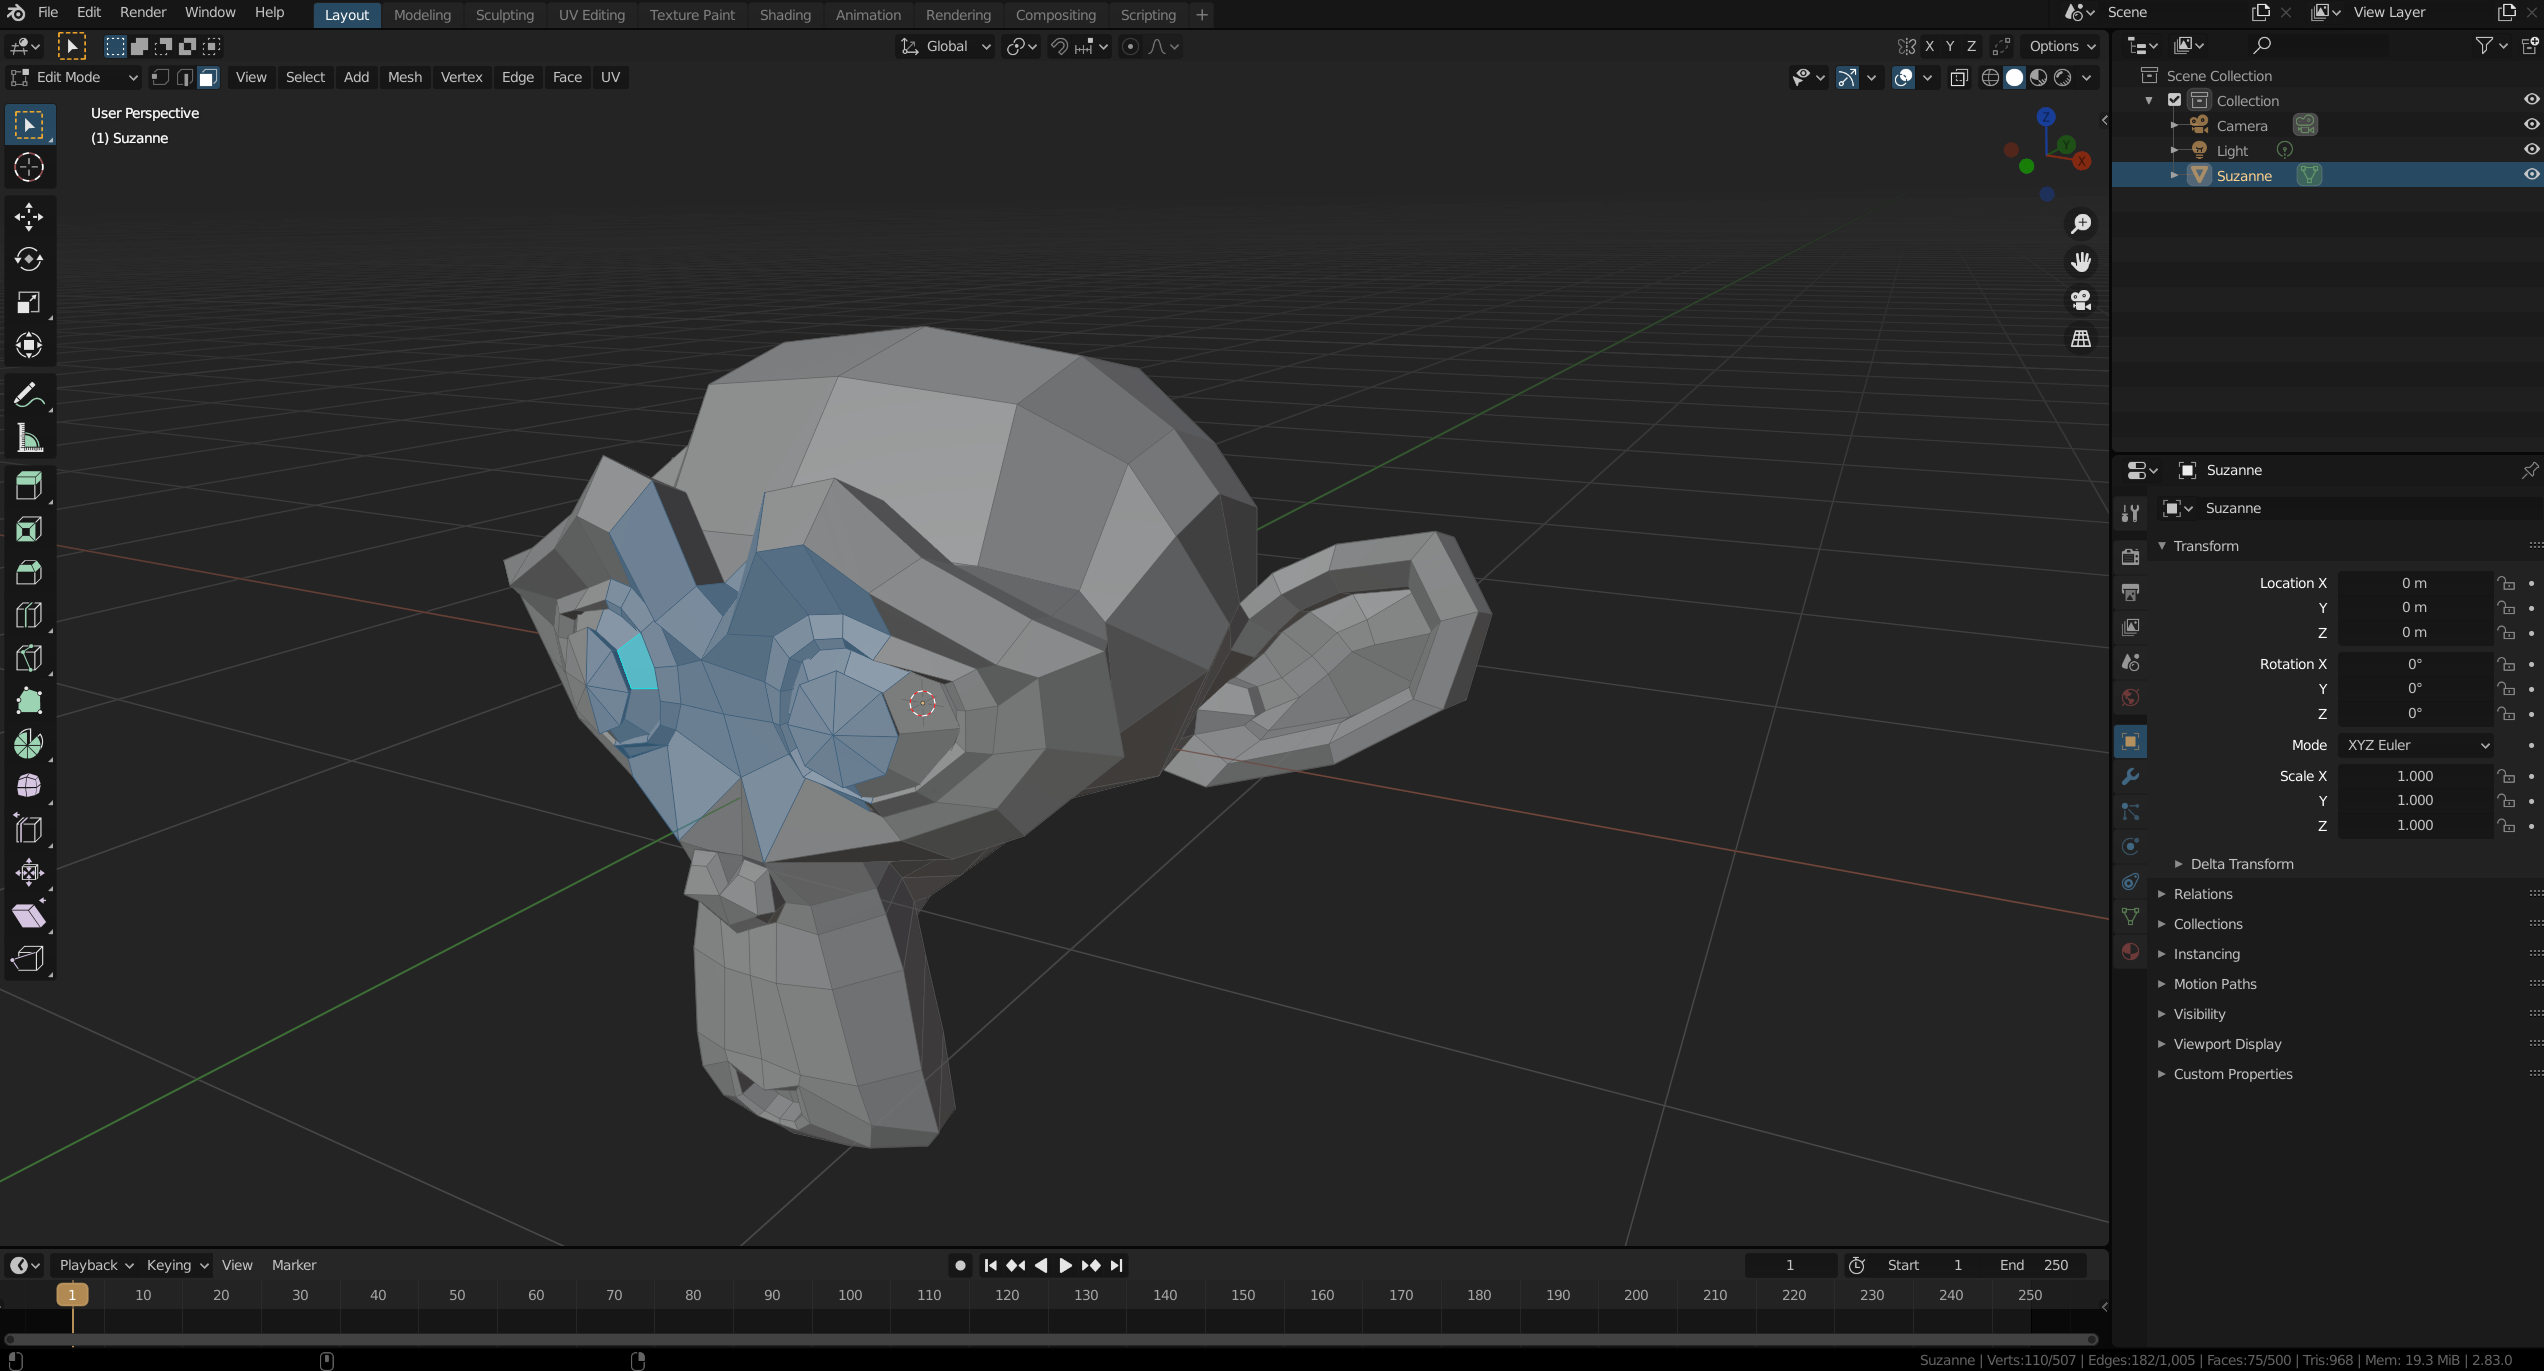 File Edit Render Window Help Layout Modeling Sculpting UV Editing Texture Paint Shading Animation Rendering Compositing Scripting + Scene View Layer
Global X Y Z Options
Edit Mode View Select Add Mesh Vertex Edge Face UV
User Perspective
(1) Suzanne
Z
Y
X
Scene Collection
Collection
Camera
Light
Suzanne
Suzanne
Suzanne
Transform
Location X 0 m
Y 0 m
Z 0 m
Rotation X 0°
Y 0°
Z 0°
Mode XYZ Euler
Scale X 1.000
Y 1.000
Z 1.000
Delta Transform
Relations
Collections
Instancing
Motion Paths
Visibility
Viewport Display
Custom Properties
Playback Keying View Marker 1 Start 1 End 250
1 10 20 30 40 50 60 70 80 90 100 110 120 130 140 150 160 170 180 190 200 210 220 230 240 250
Suzanne | Verts:110/507 | Edges:182/1,005 | Faces:75/500 | Tris:968 | Mem: 19.3 MiB | 2.83.0